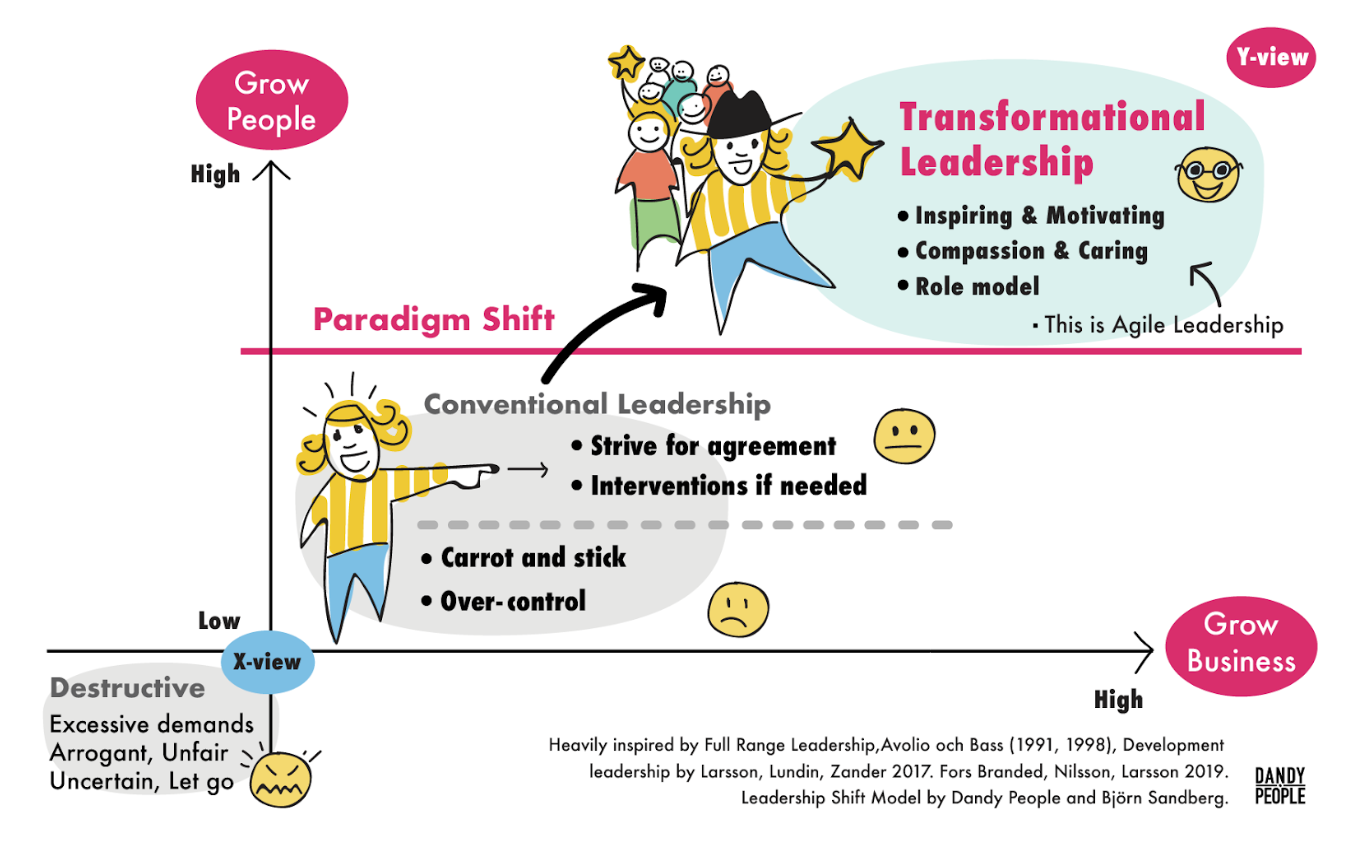 Grow
People
High
Y-view
Transformational
Leadership
• Inspiring & Motivating
• Compassion & Caring
• Role model
▪ This is Agile Leadership
Paradigm Shift
Conventional Leadership
• Strive for agreement
• Interventions if needed
• Carrot and stick
• Over-control
Low
X-view
Grow
Business
High
Destructive
Excessive demands
Arrogant, Unfair
Uncertain, Let go
Heavily inspired by Full Range Leadership,Avolio och Bass (1991, 1998), Development
leadership by Larsson, Lundin, Zander 2017. Fors Branded, Nilsson, Larsson 2019.
Leadership Shift Model by Dandy People and Björn Sandberg.
DANDY
PEOPLE